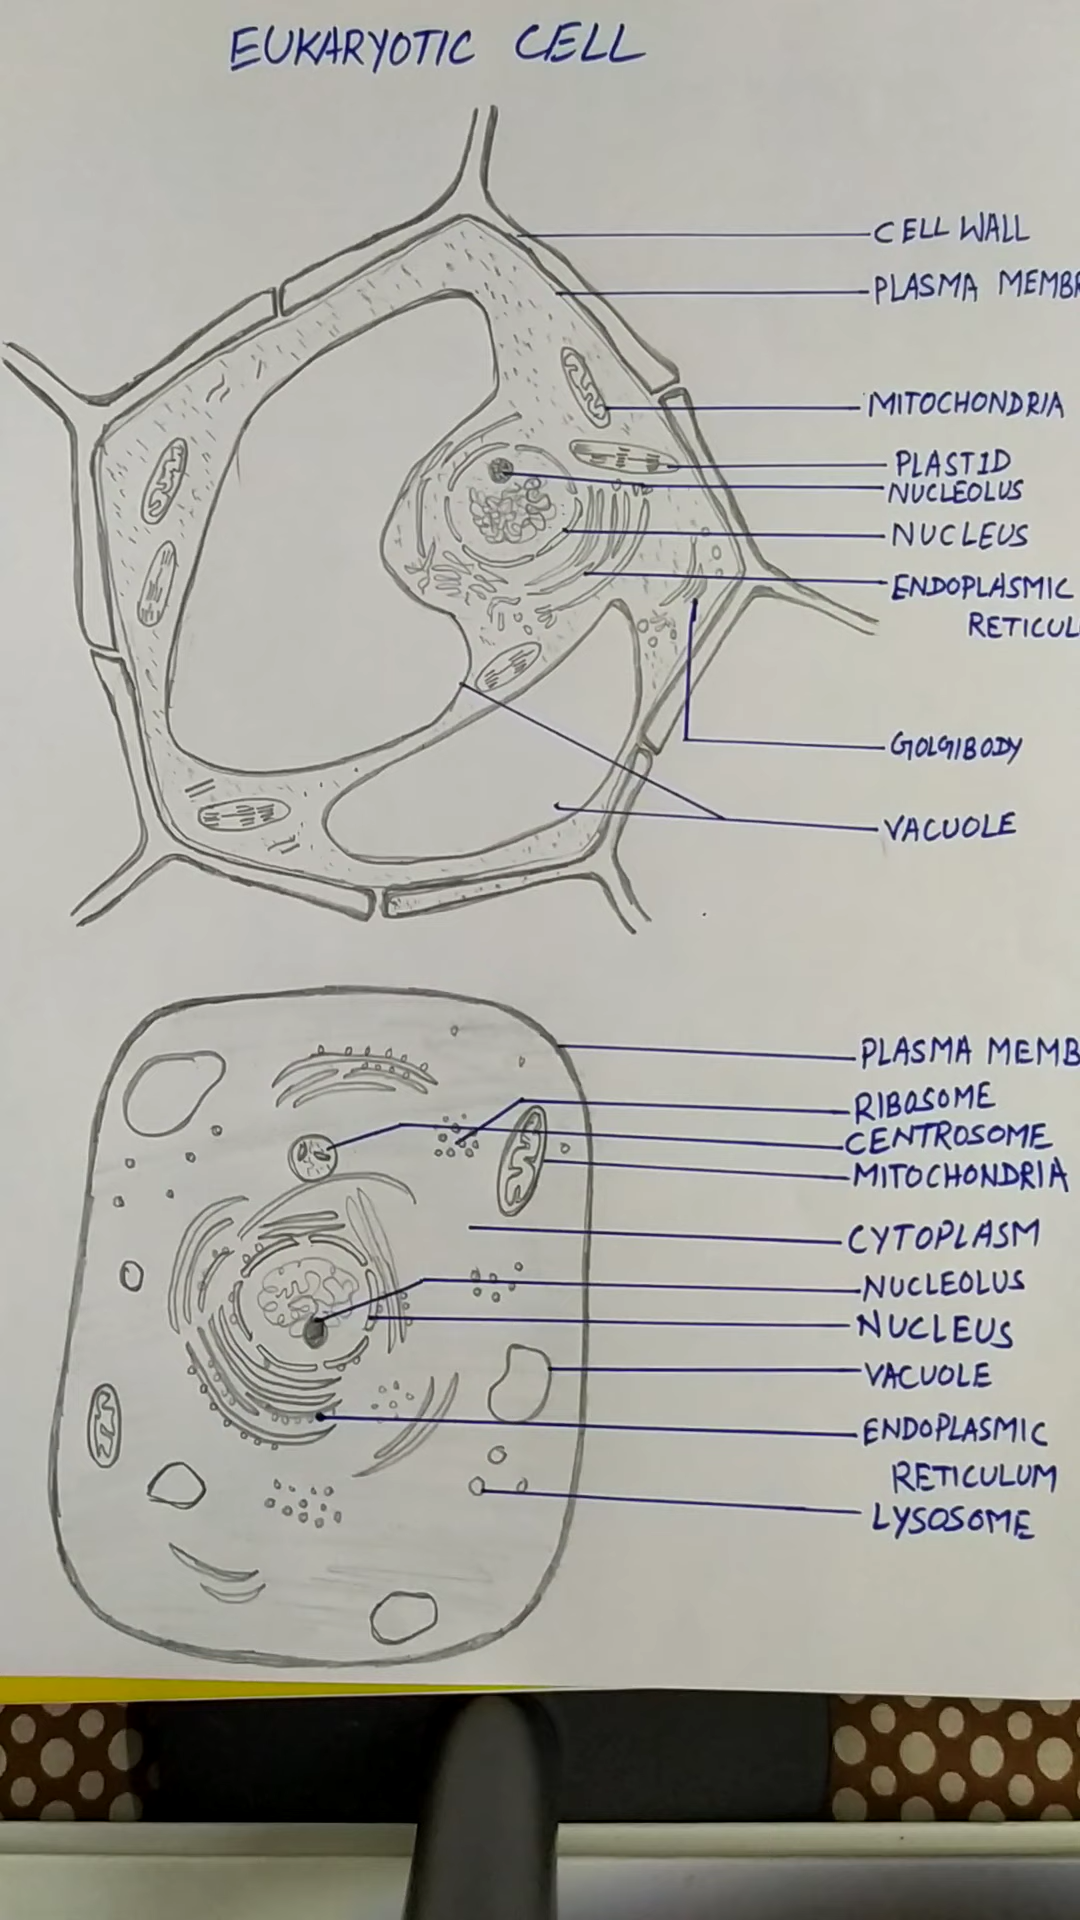 EUKARYOTIC CELL
CELL WALL
PLASMA MEMBR
MITOCHONDRIA
PLASTID
NUCLEOLUS
NUCLEUS
ENDOPLASMIC
RETICUL
GOLGIBODY
VACUOLE
PLASMA MEMB
RIBOSOME
CENTROSOME
MITOCHONDRIA
CYTOPLASM
NUCLEOLUS
NUCLEUS
VACUOLE
ENDOPLASMIC
RETICULUM
LYSOSOME